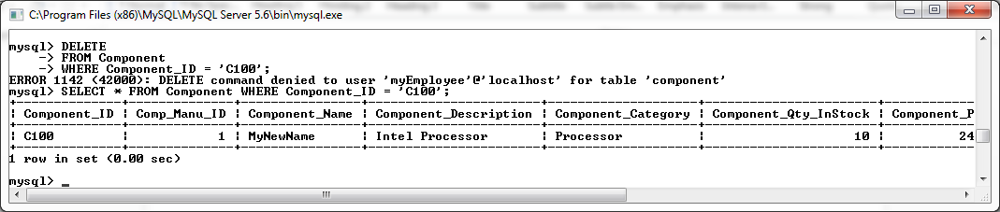 C:\Program Files (x86)\MySQL\MySQL Server 5.6\bin\mysql.exe
mysql> DELETE
    -> FROM Component
    -> WHERE Component_ID = 'C100';
ERROR 1142 (42000): DELETE command denied to user 'myEmployee'@'localhost' for table 'component'
mysql> SELECT * FROM Component WHERE Component_ID = 'C100';
+--------------+--------------+----------------+-----------------------+--------------------+-----------------------+------------
| Component_ID | Comp_Manu_ID | Component_Name | Component_Description | Component_Category | Component_Qty_InStock | Component_P
+--------------+--------------+----------------+-----------------------+--------------------+-----------------------+------------
| C100 | 1 | MyNewName | Intel Processor | Processor | 10 | 24
+--------------+--------------+----------------+-----------------------+--------------------+-----------------------+------------
1 row in set (0.00 sec)
mysql> _